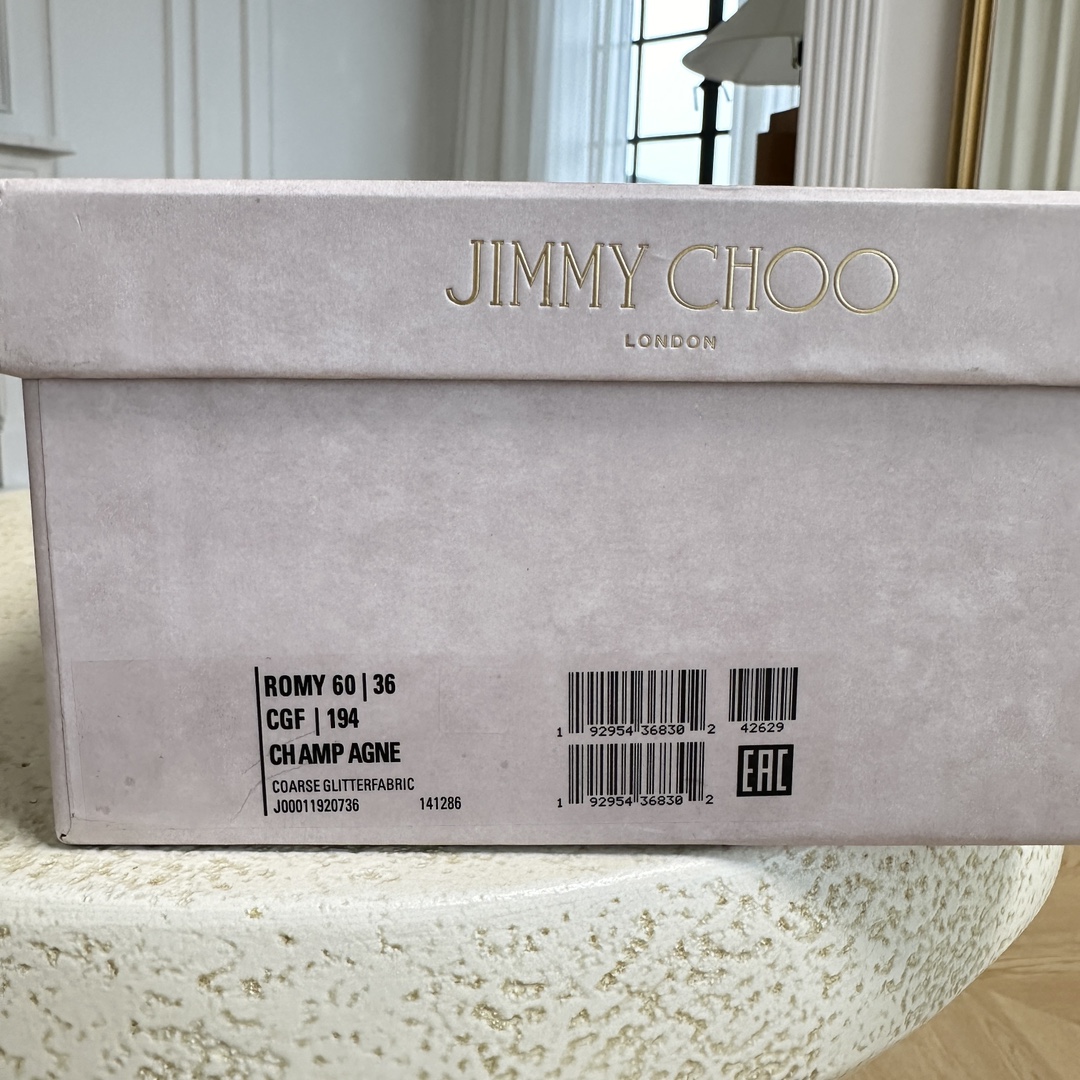 JIMMY CHOO
LONDON
ROMY 60 | 36
CGF | 194
CHAMP AGNE
COARSE GLITTERFABRIC
J00011920736 141286
1 92954 36830 2
42629
1 92954 36830 2
EAC